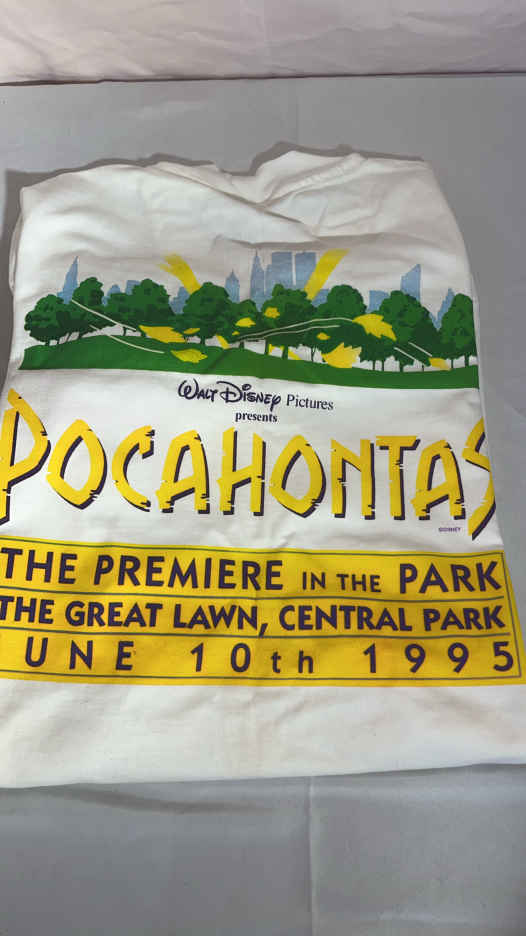 WALT DISNEY Pictures
presents
POCAHONTAS
©DISNEY
THE PREMIERE IN THE PARK
THE GREAT LAWN, CENTRAL PARK
UNE 10th 1995